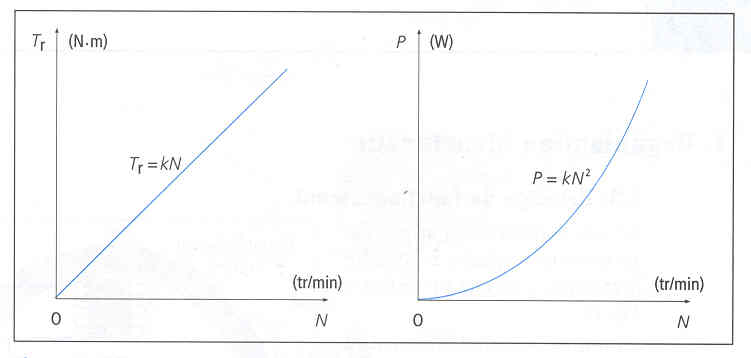 Tr (N.m)
Tr = kN
(tr/min)
O
N
P (W)
P = kN²
(tr/min)
O
N